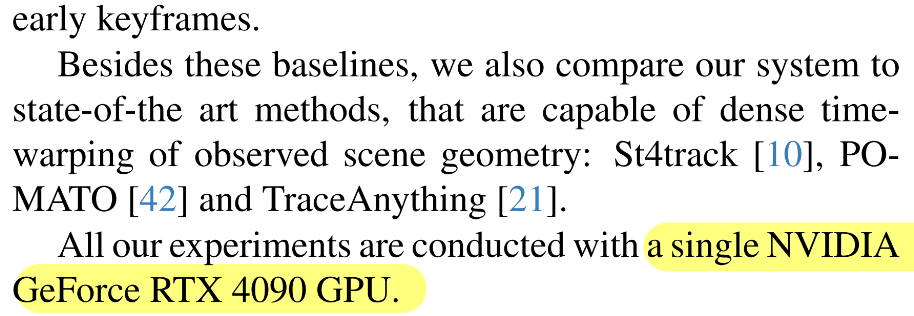 early keyframes.
Besides these baselines, we also compare our system to
state-of-the art methods, that are capable of dense time-
warping of observed scene geometry: St4track [10], PO-
MATO [42] and TraceAnything [21].
All our experiments are conducted with a single NVIDIA
GeForce RTX 4090 GPU.